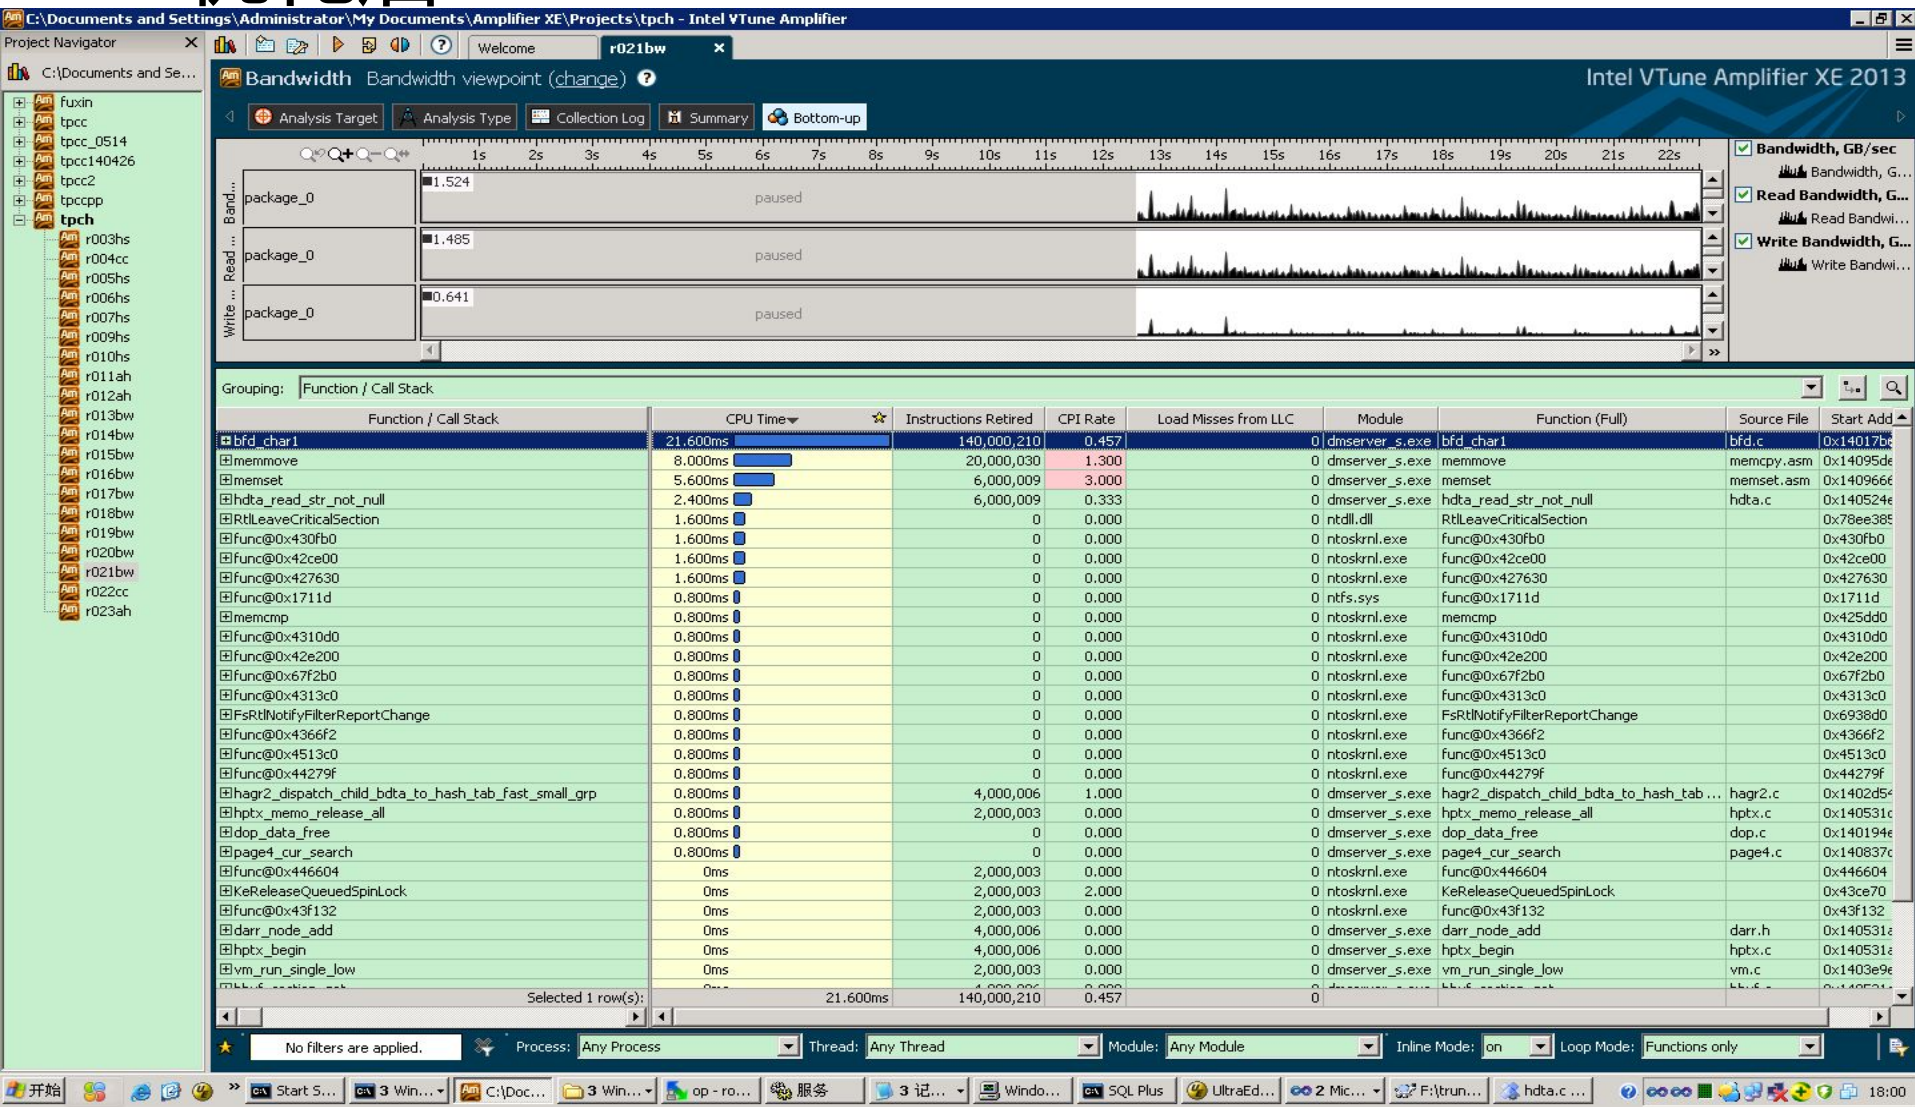 C:\Documents and Settings\Administrator\My Documents\Amplifier XE\Projects\tpch - Intel VTune Amplifier
Project Navigator
C:\Documents and Se...
fuxin
tpcc
tpcc_0514
tpcc140426
tpcc2
tpccpp
tpch
r003hs
r004cc
r005hs
r006hs
r007hs
r009hs
r010hs
r011ah
r012ah
r013bw
r014bw
r015bw
r016bw
r017bw
r018bw
r019bw
r020bw
r021bw
r022cc
r023ah
Welcome r021bw
Bandwidth Bandwidth viewpoint (change) Intel VTune Amplifier XE 2013
Analysis Target Analysis Type Collection Log Summary Bottom-up
1s 2s 3s 4s 5s 6s 7s 8s 9s 10s 11s 12s 13s 14s 15s 16s 17s 18s 19s 20s 21s 22s
Band... package_0 1.524 paused
Read ... package_0 1.485 paused
Write ... package_0 0.641 paused
Bandwidth, GB/sec
Bandwidth, G...
Read Bandwidth, G...
Read Bandwi...
Write Bandwidth, G...
Write Bandwi...
Grouping: Function / Call Stack
Function / Call Stack CPU Time Instructions Retired CPI Rate Load Misses from LLC Module Function (Full) Source File Start Add
bfd_char1 21.600ms 140,000,210 0.457 0 dmserver_s.exe bfd_char1 bfd.c 0x14017be
memmove 8.000ms 20,000,030 1.300 0 dmserver_s.exe memmove memcpy.asm 0x14095de
memset 5.600ms 6,000,009 3.000 0 dmserver_s.exe memset memset.asm 0x1409666
hdta_read_str_not_null 2.400ms 6,000,009 0.333 0 dmserver_s.exe hdta_read_str_not_null hdta.c 0x140524e
RtlLeaveCriticalSection 1.600ms 0 0.000 0 ntdll.dll RtlLeaveCriticalSection 0x78ee385
func@0x430fb0 1.600ms 0 0.000 0 ntoskrnl.exe func@0x430fb0 0x430fb0
func@0x42ce00 1.600ms 0 0.000 0 ntoskrnl.exe func@0x42ce00 0x42ce00
func@0x427630 1.600ms 0 0.000 0 ntoskrnl.exe func@0x427630 0x427630
func@0x1711d 0.800ms 0 0.000 0 ntfs.sys func@0x1711d 0x1711d
memcmp 0.800ms 0 0.000 0 ntoskrnl.exe memcmp 0x425dd0
func@0x4310d0 0.800ms 0 0.000 0 ntoskrnl.exe func@0x4310d0 0x4310d0
func@0x42e200 0.800ms 0 0.000 0 ntoskrnl.exe func@0x42e200 0x42e200
func@0x67f2b0 0.800ms 0 0.000 0 ntoskrnl.exe func@0x67f2b0 0x67f2b0
func@0x4313c0 0.800ms 0 0.000 0 ntoskrnl.exe func@0x4313c0 0x4313c0
FsRtlNotifyFilterReportChange 0.800ms 0 0.000 0 ntoskrnl.exe FsRtlNotifyFilterReportChange 0x6938d0
func@0x4366f2 0.800ms 0 0.000 0 ntoskrnl.exe func@0x4366f2 0x4366f2
func@0x4513c0 0.800ms 0 0.000 0 ntoskrnl.exe func@0x4513c0 0x4513c0
func@0x44279f 0.800ms 0 0.000 0 ntoskrnl.exe func@0x44279f 0x44279f
hagr2_dispatch_child_bdta_to_hash_tab_fast_small_grp 0.800ms 4,000,006 1.000 0 dmserver_s.exe hagr2_dispatch_child_bdta_to_hash_tab ... hagr2.c 0x1402d54
hptx_memo_release_all 0.800ms 2,000,003 0.000 0 dmserver_s.exe hptx_memo_release_all hptx.c 0x140531c
dop_data_free 0.800ms 0 0.000 0 dmserver_s.exe dop_data_free dop.c 0x140194e
page4_cur_search 0.800ms 0 0.000 0 dmserver_s.exe page4_cur_search page4.c 0x140837c
func@0x446604 0ms 2,000,003 0.000 0 ntoskrnl.exe func@0x446604 0x446604
KeReleaseQueuedSpinLock 0ms 2,000,003 2.000 0 ntoskrnl.exe KeReleaseQueuedSpinLock 0x43ce70
func@0x43f132 0ms 2,000,003 0.000 0 ntoskrnl.exe func@0x43f132 0x43f132
darr_node_add 0ms 4,000,006 0.000 0 dmserver_s.exe darr_node_add darr.h 0x140531a
hptx_begin 0ms 4,000,006 0.000 0 dmserver_s.exe hptx_begin hptx.c 0x140531a
vm_run_single_low 0ms 2,000,003 0.000 0 dmserver_s.exe vm_run_single_low vm.c 0x1403e9e
Selected 1 row(s): 21.600ms 140,000,210 0.457 0
No filters are applied. Process: Any Process Thread: Any Thread Module: Any Module Inline Mode: on Loop Mode: Functions only
开始 Start S... 3 Win... C:\Doc... 3 Win... op - ro... 服务 3 记... Windo... SQL Plus UltraEd... 2 Mic... F:\trun... hdta.c ... 18:00